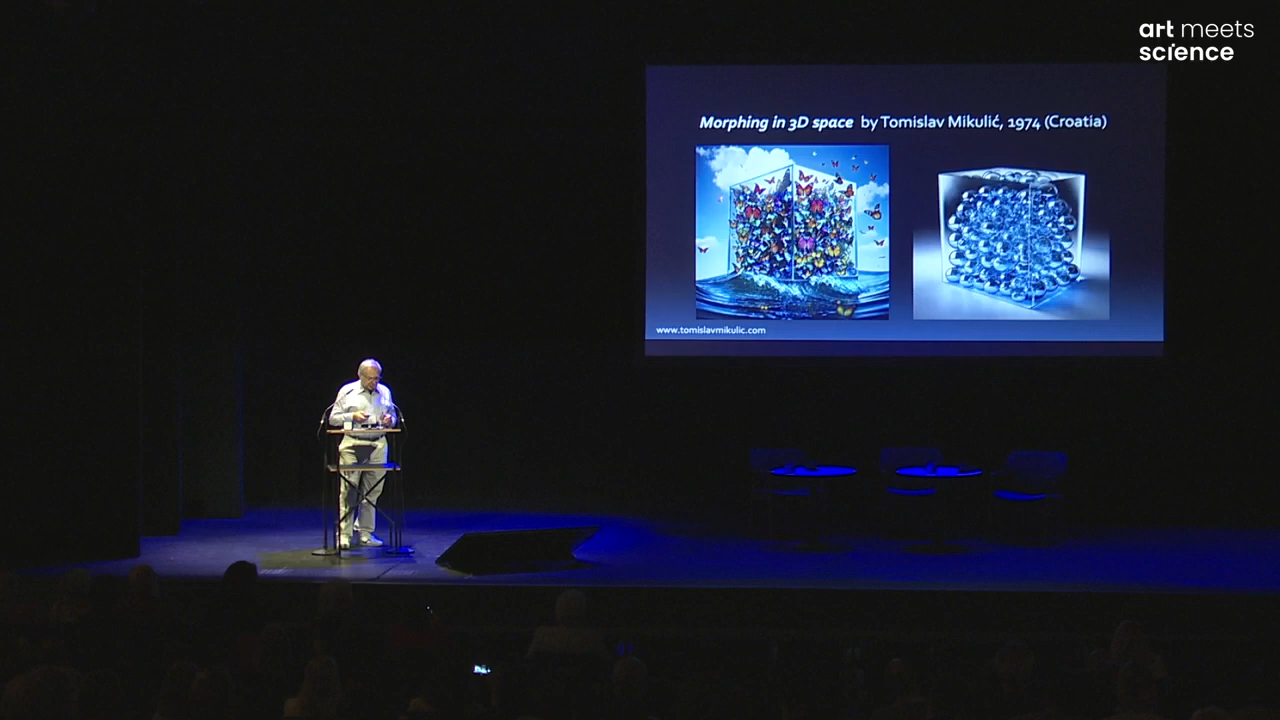 art meets
science
Morphing in 3D space by Tomislav Mikulić, 1974 (Croatia)
www.tomislavmikulic.com